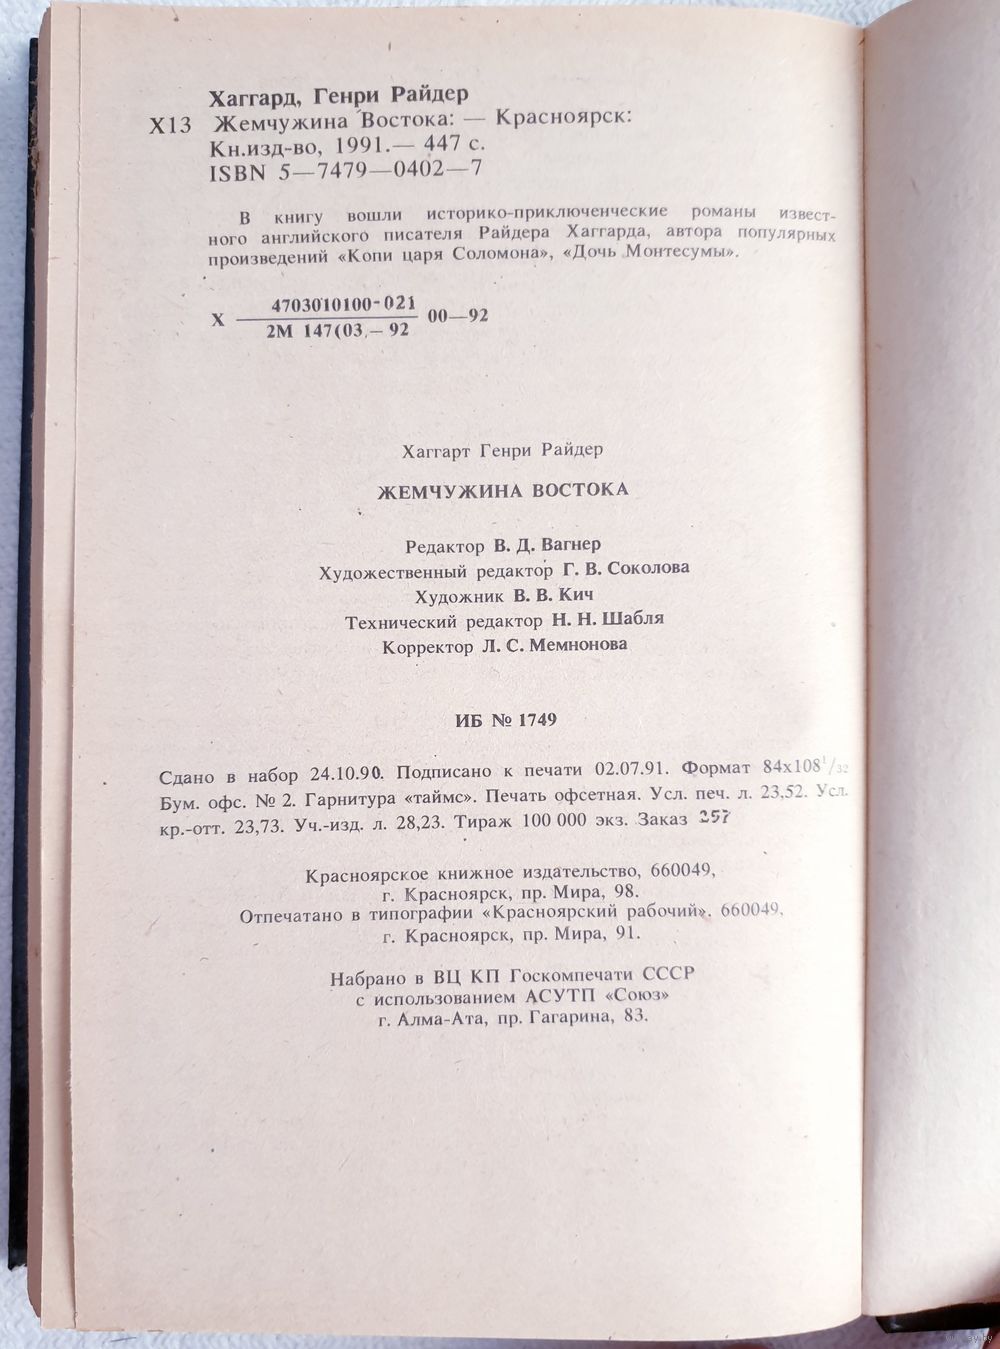 Хаггард, Генри Райдер
Х13 Жемчужина Востока: — Красноярск:
Кн.изд-во, 1991.— 447 с.
ISBN 5—7479—0402—7
В книгу вошли историко-приключенческие романы извест-
ного английского писателя Райдера Хаггарда, автора популярных
произведений «Копи царя Соломона», «Дочь Монтесумы».
4703010100-021
Х 00—92
2М 147(03.— 92
Хаггарт Генри Райдер
ЖЕМЧУЖИНА ВОСТОКА
Редактор В. Д. Вагнер
Художественный редактор Г. В. Соколова
Художник В. В. Кич
Технический редактор Н. Н. Шабля
Корректор Л. С. Мемнонова
ИБ № 1749
Сдано в набор 24.10.90. Подписано к печати 02.07.91. Формат 84х108 1/32
Бум. офс. № 2. Гарнитура «таймс». Печать офсетная. Усл. печ. л. 23,52. Усл.
кр.-отт. 23,73. Уч.-изд. л. 28,23. Тираж 100 000 экз. Заказ 257
Красноярское книжное издательство, 660049,
г. Красноярск, пр. Мира, 98.
Отпечатано в типографии «Красноярский рабочий». 660049,
г. Красноярск, пр. Мира, 91.
Набрано в ВЦ КП Госкомпечати СССР
с использованием АСУТП «Союз»
г. Алма-Ата, пр. Гагарина, 83.